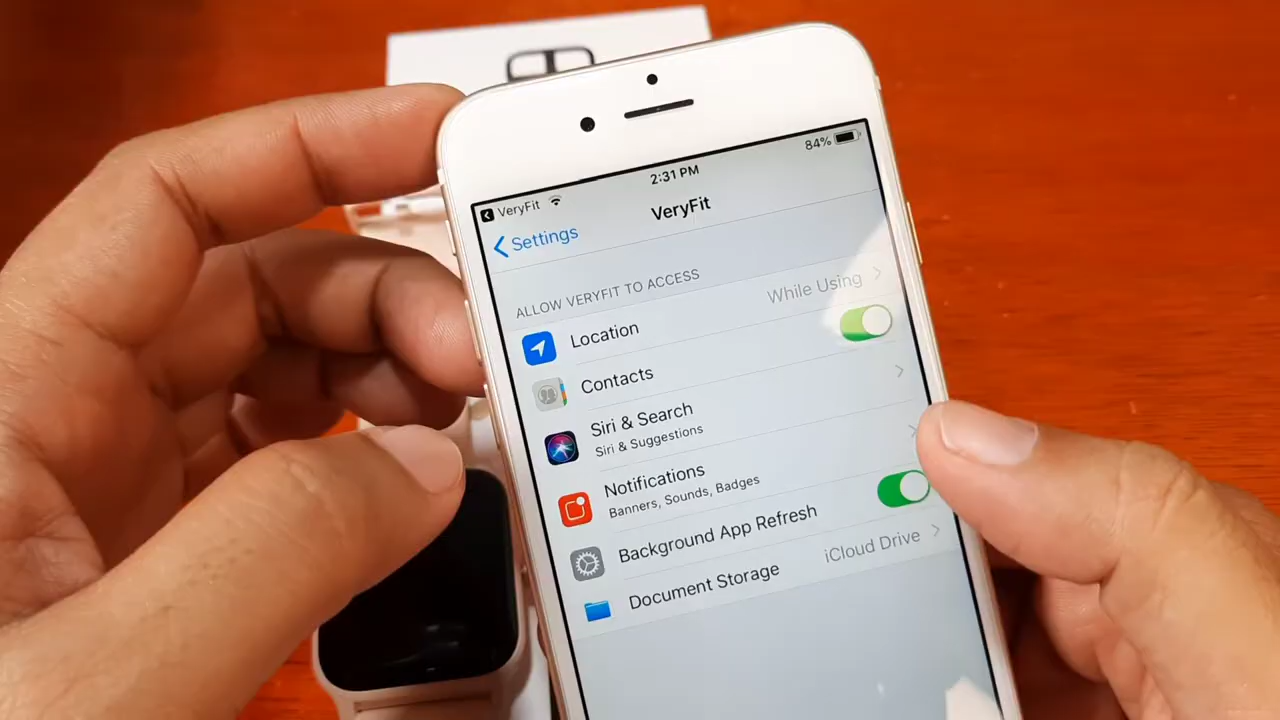 VeryFit
2:31 PM
84%
Settings
VeryFit
ALLOW VERYFIT TO ACCESS
Location
While Using
Contacts
Siri & Search
Siri & Suggestions
Notifications
Banners, Sounds, Badges
Background App Refresh
Document Storage
iCloud Drive